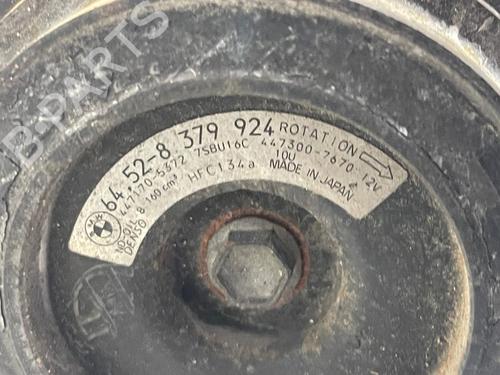 B-PARTS
64 52-8 379 924 ROTATION
447170-5672 7SBU16C 447300-7670 12V
8 160 cm³ HFC134a 10U
DENSO MADE IN JAPAN